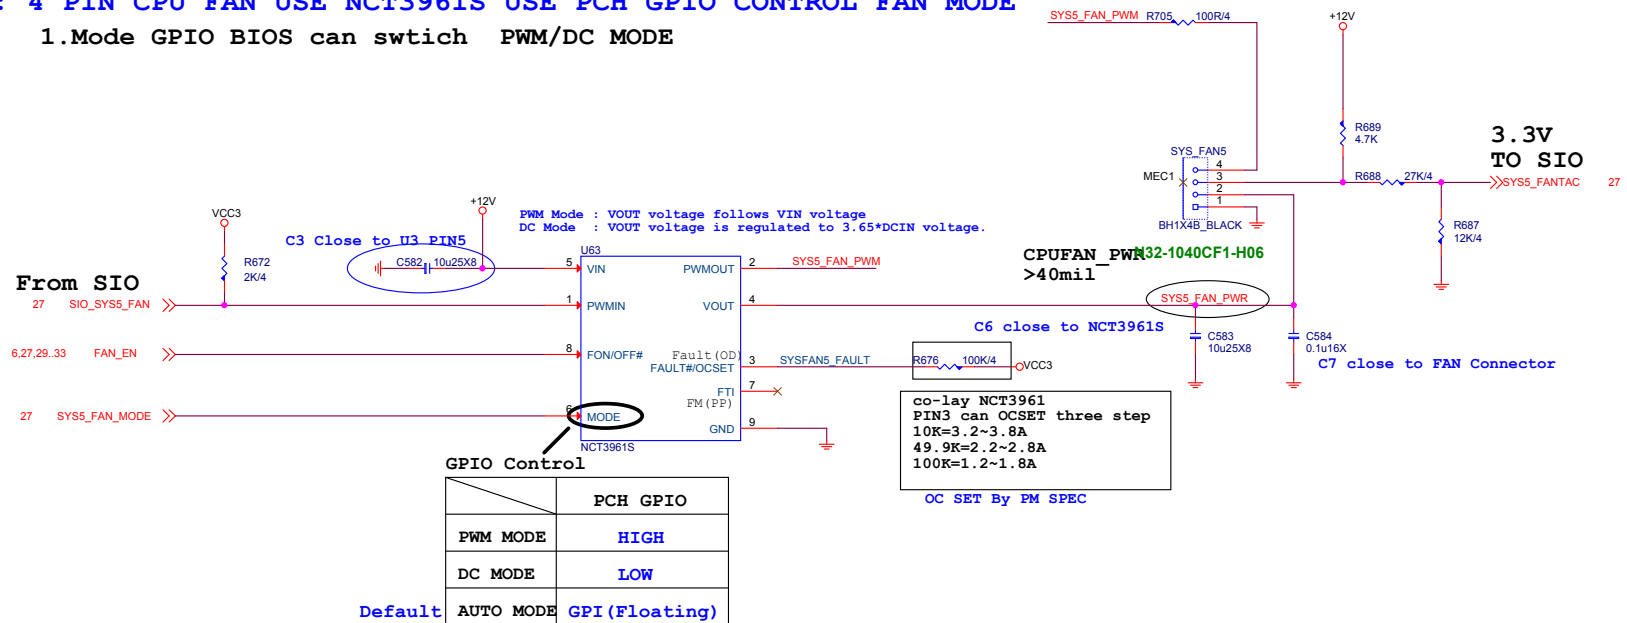 : 4 PIN CPU FAN USE NCT3961S USE PCH GPIO CONTROL FAN MODE
1.Mode GPIO BIOS can swtich PWM/DC MODE
SYS5_FAN_PWM R705 100R/4
+12V
R689
4.7K
3.3V
TO SIO
SYS_FAN5
MEC1
4
3
2
1
BH1X4B_BLACK
R688 27K/4
SYS5_FANTAC 27
R687
12K/4
N32-1040CF1-H06
CPUFAN_PWR
>40mil
VCC3
+12V
PWM Mode : VOUT voltage follows VIN voltage
DC Mode : VOUT voltage is regulated to 3.65*DCIN voltage.
C3 Close to U3 PIN5
C582 10u25X8
R672
2K/4
From SIO
27 SIO_SYS5_FAN
6,27,29..33 FAN_EN
27 SYS5_FAN_MODE
U63
5 VIN
1 PWMIN
8 FON/OFF#
6 MODE
PWMOUT 2 SYS5_FAN_PWM
VOUT 4
Fault(OD)
FAULT#/OCSET 3 SYSFAN5_FAULT
FTI 7
FM(PP)
GND 9
NCT3961S
R676 100K/4
VCC3
SYS5_FAN_PWR
C6 close to NCT3961S
C583
10u25X8
C584
0.1u16X
C7 close to FAN Connector
co-lay NCT3961
PIN3 can OCSET three step
10K=3.2~3.8A
49.9K=2.2~2.8A
100K=1.2~1.8A
OC SET By PM SPEC
GPIO Control
PCH GPIO
PWM MODE HIGH
DC MODE LOW
Default AUTO MODE GPI(Floating)